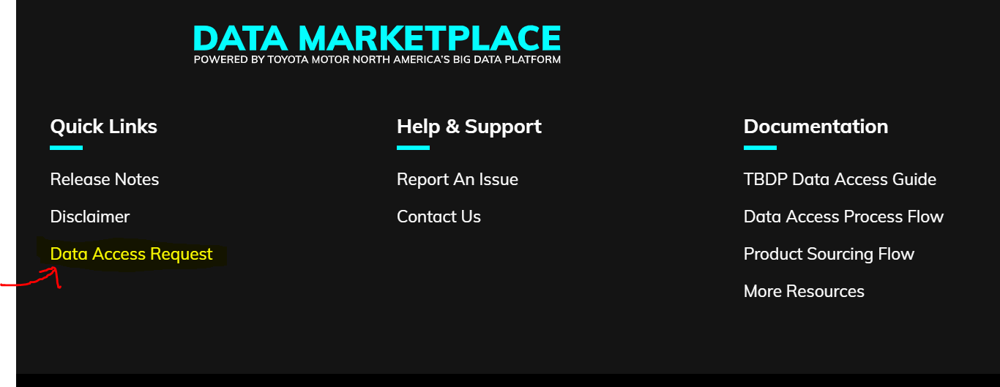 DATA MARKETPLACE
POWERED BY TOYOTA MOTOR NORTH AMERICA'S BIG DATA PLATFORM
Quick Links
Release Notes
Disclaimer
Data Access Request
Help & Support
Report An Issue
Contact Us
Documentation
TBDP Data Access Guide
Data Access Process Flow
Product Sourcing Flow
More Resources